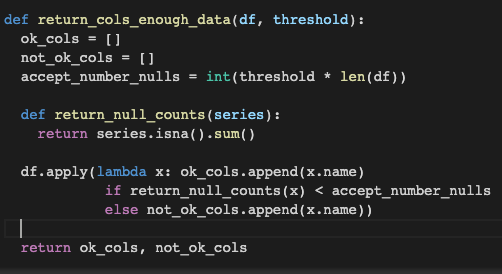 def return_cols_enough_data(df, threshold):
  ok_cols = []
  not_ok_cols = []
  accept_number_nulls = int(threshold * len(df))

  def return_null_counts(series):
    return series.isna().sum()

  df.apply(lambda x: ok_cols.append(x.name)
            if return_null_counts(x) < accept_number_nulls
            else not_ok_cols.append(x.name))

  return ok_cols, not_ok_cols